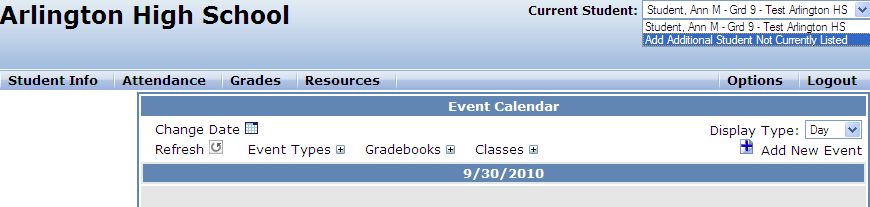 Arlington High School
Current Student: Student, Ann M - Grd 9 - Test Arlington HS
Student, Ann M - Grd 9 - Test Arlington HS
Add Additional Student Not Currently Listed
Student Info Attendance Grades Resources Options Logout
Event Calendar
Change Date Display Type: Day
Refresh Event Types Gradebooks Classes Add New Event
9/30/2010